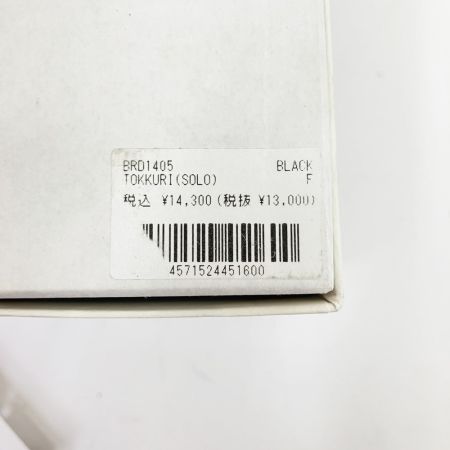 BRD1405 BLACK
TOKKURI(SOLO) F
税込 ¥14,300(税抜 ¥13,000)
4571524451600